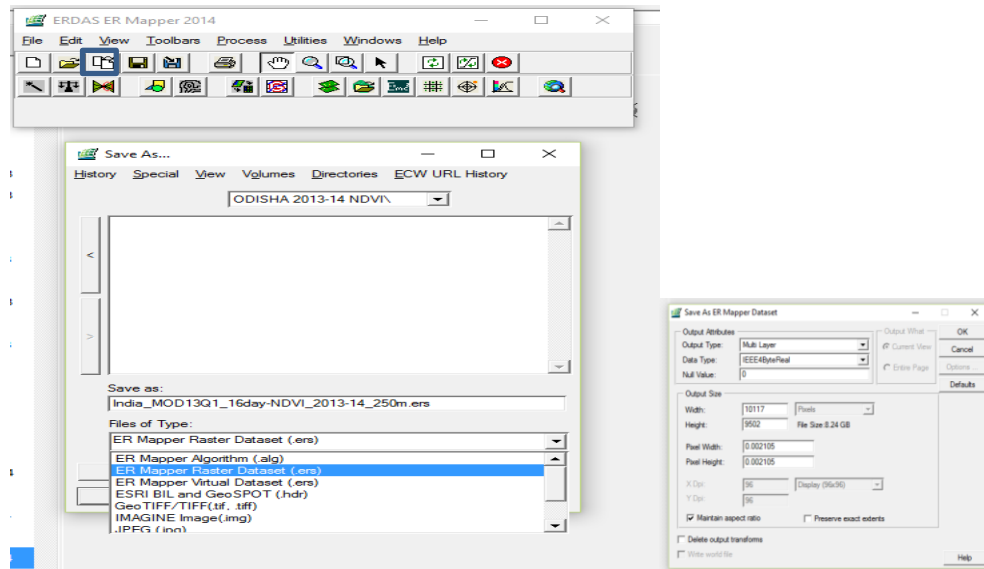 ERDAS ER Mapper 2014
File Edit View Toolbars Process Utilities Windows Help
Save As...
History Special View Volumes Directories ECW URL History
ODISHA 2013-14 NDVI\
<
>
Save as:
India_MOD13Q1_16day-NDVI_2013-14_250m.ers
Files of Type:
ER Mapper Raster Dataset (.ers)
ER Mapper Algorithm (.alg)
ER Mapper Raster Dataset (.ers)
ER Mapper Virtual Dataset (.ers)
ESRI BIL and GeoSPOT (.hdr)
GeoTIFF/TIFF(.tif, .tiff)
IMAGINE Image(.img)
JPEG (.jpg)
Save As ER Mapper Dataset
Output Attributes
Output Type: Multi Layer
Data Type: IEEE4ByteReal
Null Value: 0
Output What
Current View
Entire Page
OK
Cancel
Options ...
Defaults
Output Size
Width: 10117 Pixels
Height: 9502 File Size:8.24 GB
Pixel Width: 0.002105
Pixel Height: 0.002105
X Dpi: 96 Display (96x96)
Y Dpi: 96
Maintain aspect ratio Preserve exact extents
Delete output transforms
Write world file
Help